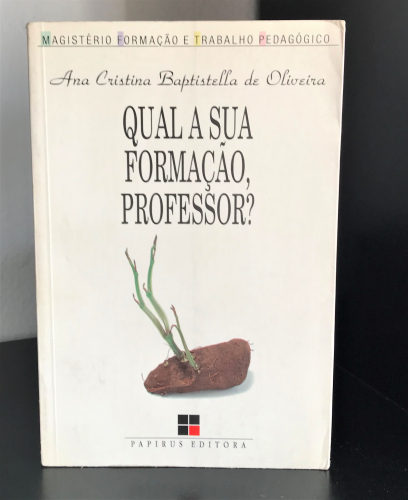 MAGISTÉRIO FORMAÇÃO E TRABALHO PEDAGÓGICO
Ana Cristina Baptistella de Oliveira
QUAL A SUA
FORMAÇÃO,
PROFESSOR?
PAPIRUS EDITORA